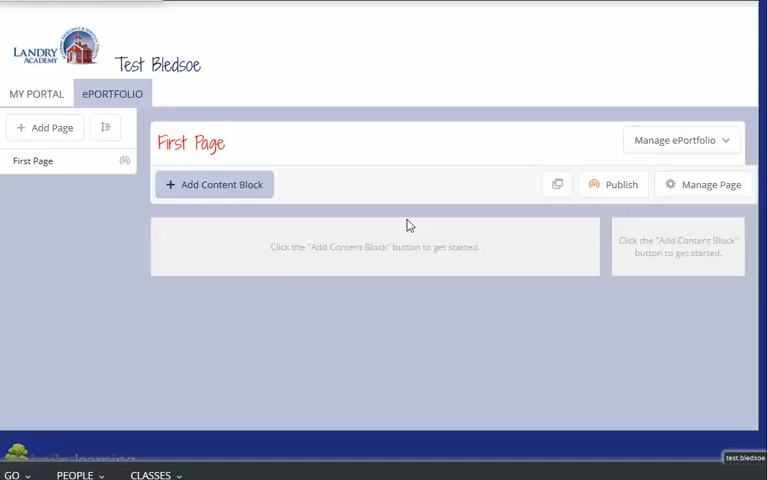 LANDRY
ACADEMY
Test Bledsoe
MY PORTAL
ePORTFOLIO
+ Add Page
First Page
First Page
Manage ePortfolio
+ Add Content Block
Publish
Manage Page
Click the "Add Content Block" button to get started.
Click the "Add Content Block"
button to get started.
learning
test.bledsoe
GO
PEOPLE
CLASSES